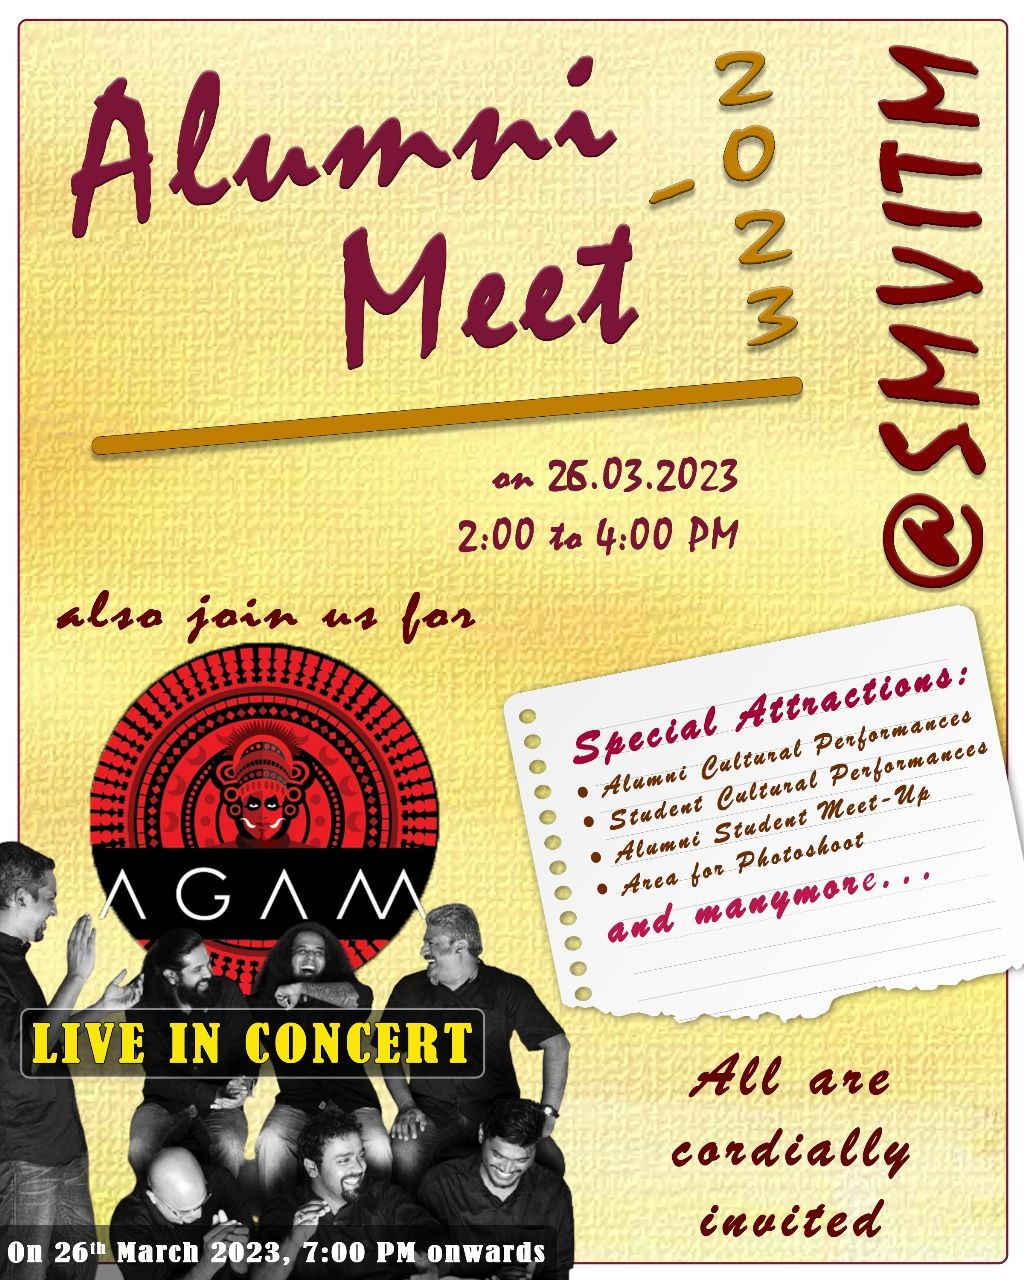 Alumni
Meet
- 2023
@SMVITM
on 26.03.2023
2:00 to 4:00 PM
also join us for
AGAM
LIVE IN CONCERT
On 26th March 2023, 7:00 PM onwards
Special Attractions:
• Alumni Cultural Performances
• Student Cultural Performances
• Alumni Student Meet-Up
• Area for Photoshoot
and manymore...
All are
cordially
invited